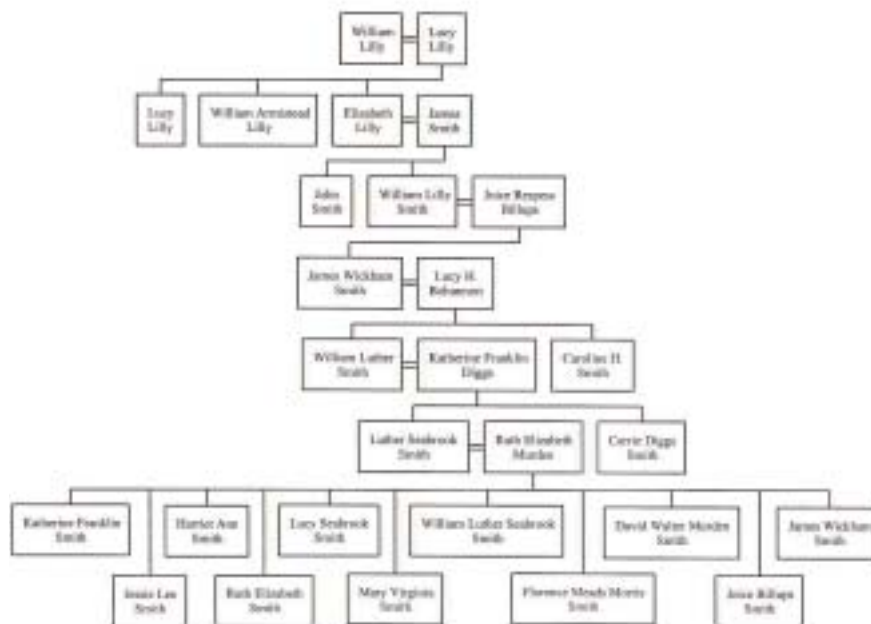 William
Lilly
Lucy
Lilly
Lucy
Lilly
William Armistead
Lilly
Elizabeth
Lilly
James
Smith
John
Smith
William Lilly
Smith
Joice Respess
Billups
James Wickham
Smith
Lucy H.
William Luther
Smith
Katherine Franklin
Diggs
Caroline H.
Smith
Luther Seabrook
Smith
Ruth Elizabeth
Murden
Carrie Diggs
Smith
Katherine Franklin
Smith
Harriet Ann
Smith
Lucy Seabrook
Smith
William Luther Seabrook
Smith
David Walter Murden
Smith
James Wickham
Smith
Jessie Lee
Smith
Ruth Elizabeth
Smith
Mary Virginia
Smith
Florence Meads Morris
Smith
Joice Billups
Smith